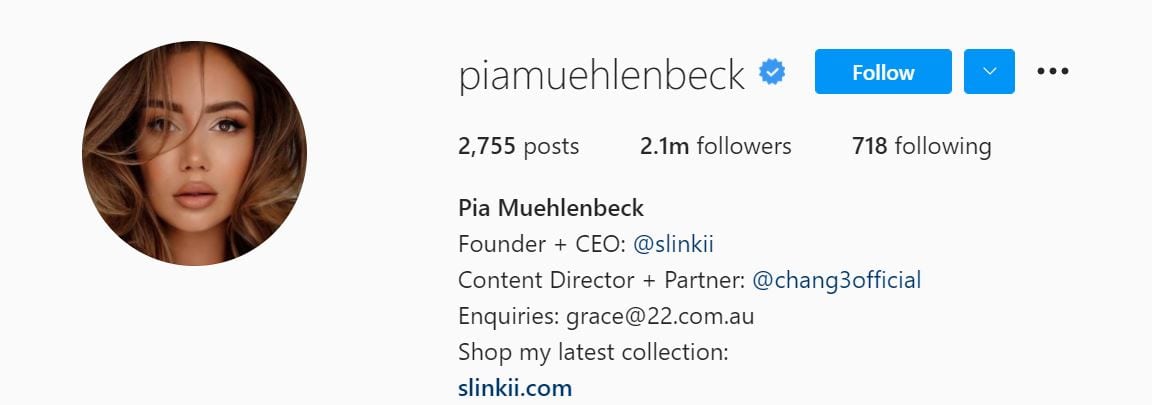 piamuehlenbeck Follow
2,755 posts 2.1m followers 718 following
Pia Muehlenbeck
Founder + CEO: @slinkii
Content Director + Partner: @chang3official
Enquiries: grace@22.com.au
Shop my latest collection:
slinkii.com